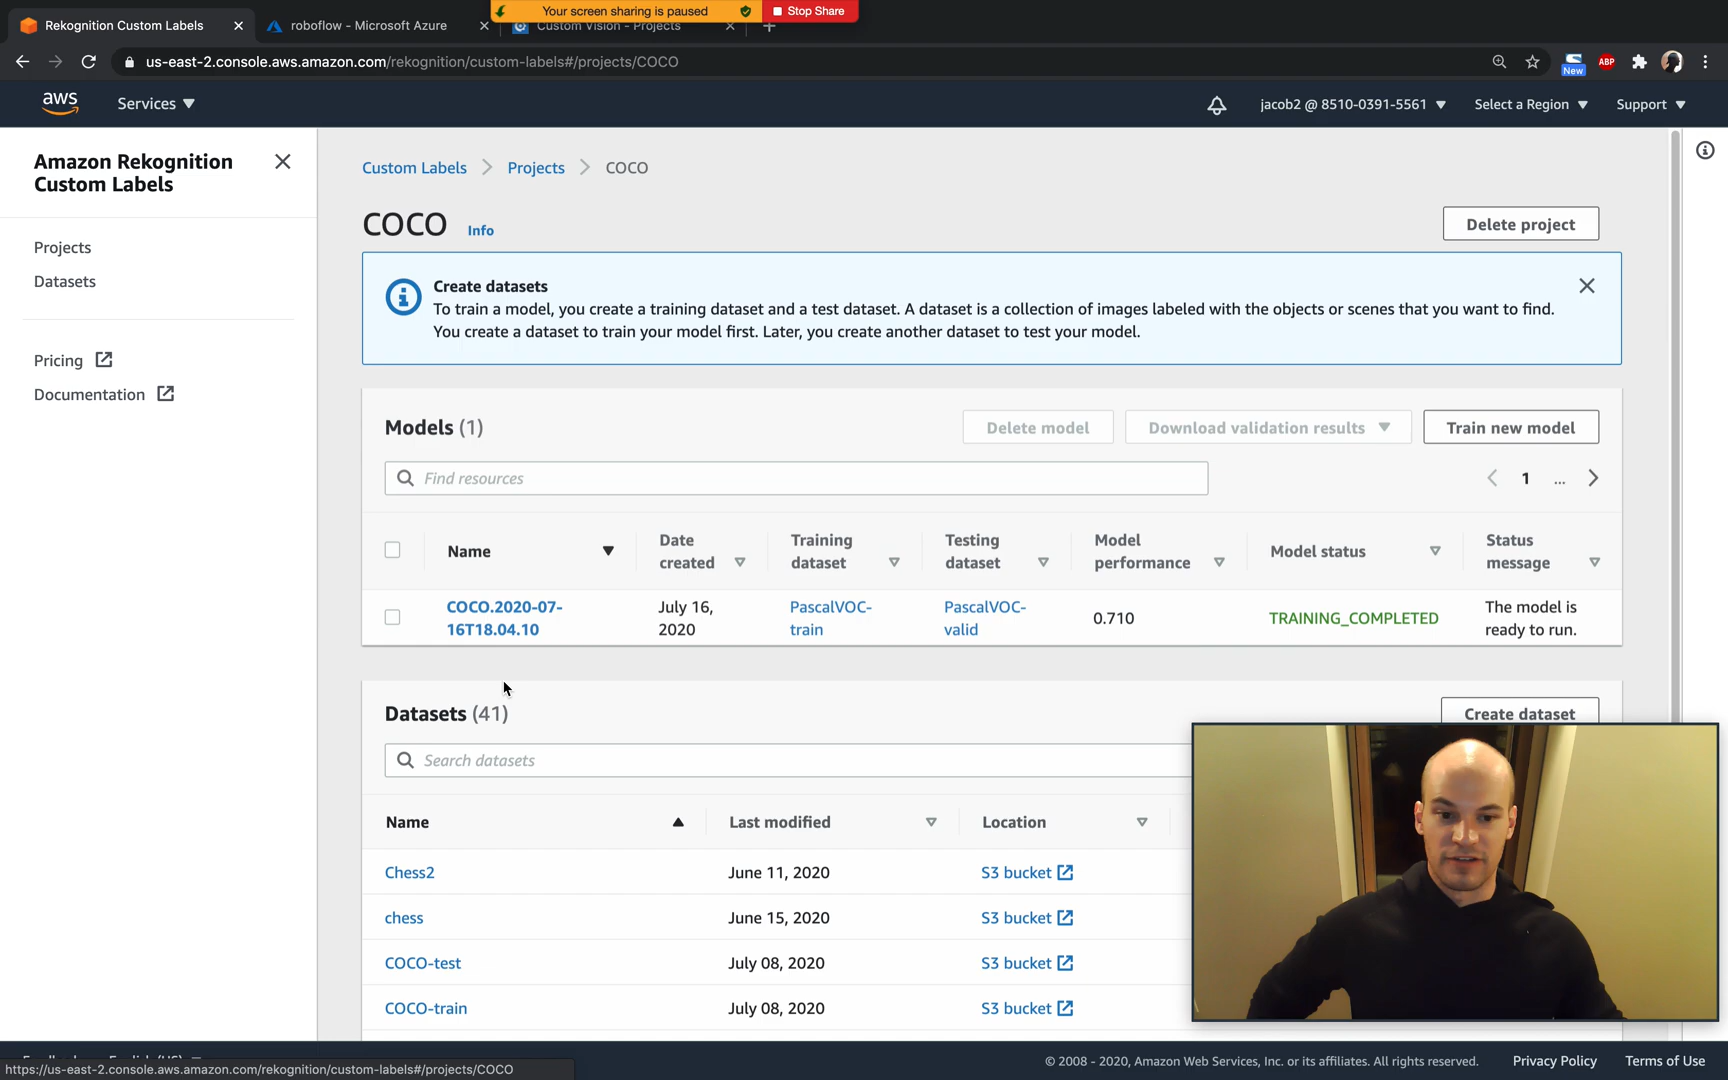 Your screen sharing is paused
Stop Share
Rekognition Custom Labels
roboflow - Microsoft Azure
Custom Vision - Projects
us-east-2.console.aws.amazon.com/rekognition/custom-labels#/projects/COCO
New
ABP
aws
Services
jacob2 @ 8510-0391-5561
Select a Region
Support
Amazon Rekognition
Custom Labels
Projects
Datasets
Pricing
Documentation
Custom Labels
Projects
COCO
COCO
Info
Delete project
Create datasets
To train a model, you create a training dataset and a test dataset. A dataset is a collection of images labeled with the objects or scenes that you want to find.
You create a dataset to train your model first. Later, you create another dataset to test your model.
Models (1)
Delete model
Download validation results
Train new model
Find resources
1
...
Name
Date
created
Training
dataset
Testing
dataset
Model
performance
Model status
Status
message
COCO.2020-07-
16T18.04.10
July 16,
2020
PascalVOC-
train
PascalVOC-
valid
0.710
TRAINING_COMPLETED
The model is
ready to run.
Datasets (41)
Create dataset
Search datasets
Name
Last modified
Location
Chess2
June 11, 2020
S3 bucket
chess
June 15, 2020
S3 bucket
COCO-test
July 08, 2020
S3 bucket
COCO-train
July 08, 2020
S3 bucket
https://us-east-2.console.aws.amazon.com/rekognition/custom-labels#/projects/COCO
© 2008 - 2020, Amazon Web Services, Inc. or its affiliates. All rights reserved.
Privacy Policy
Terms of Use